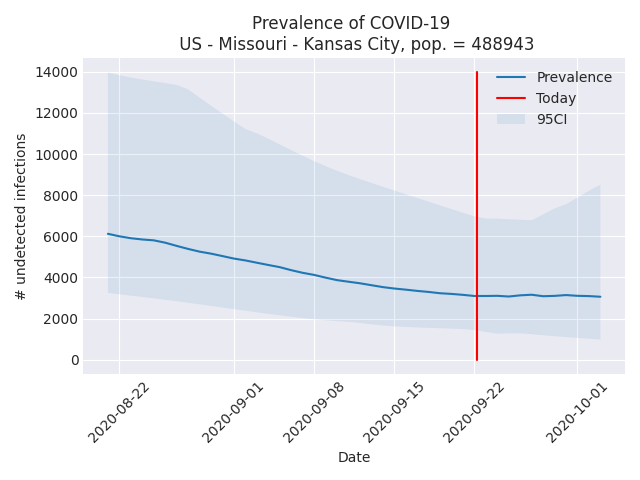 Prevalence of COVID-19
US - Missouri - Kansas City, pop. = 488943
14000
12000
10000
8000
6000
4000
2000
0
# undetected infections
Prevalence
Today
95CI
2020-08-22
2020-09-01
2020-09-08
2020-09-15
2020-09-22
2020-10-01
Date